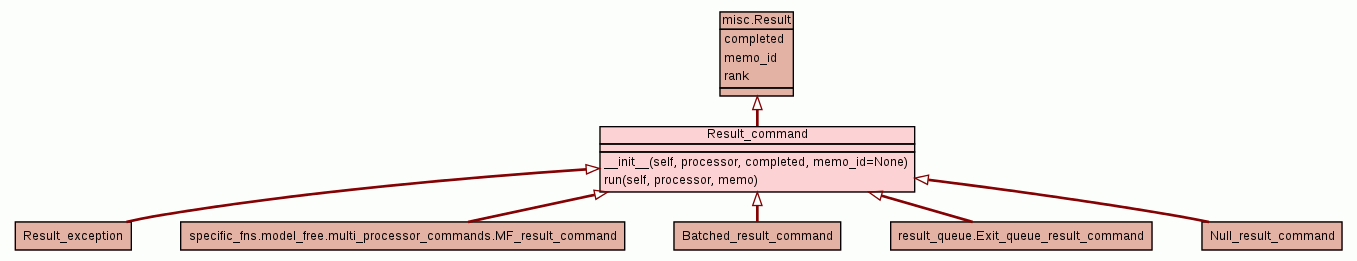 misc.Result
completed
memo_id
rank
Result_command
__init__(self, processor, completed, memo_id=None)
run(self, processor, memo)
Result_exception
specific_fns.model_free.multi_processor_commands.MF_result_command
Batched_result_command
result_queue.Exit_queue_result_command
Null_result_command